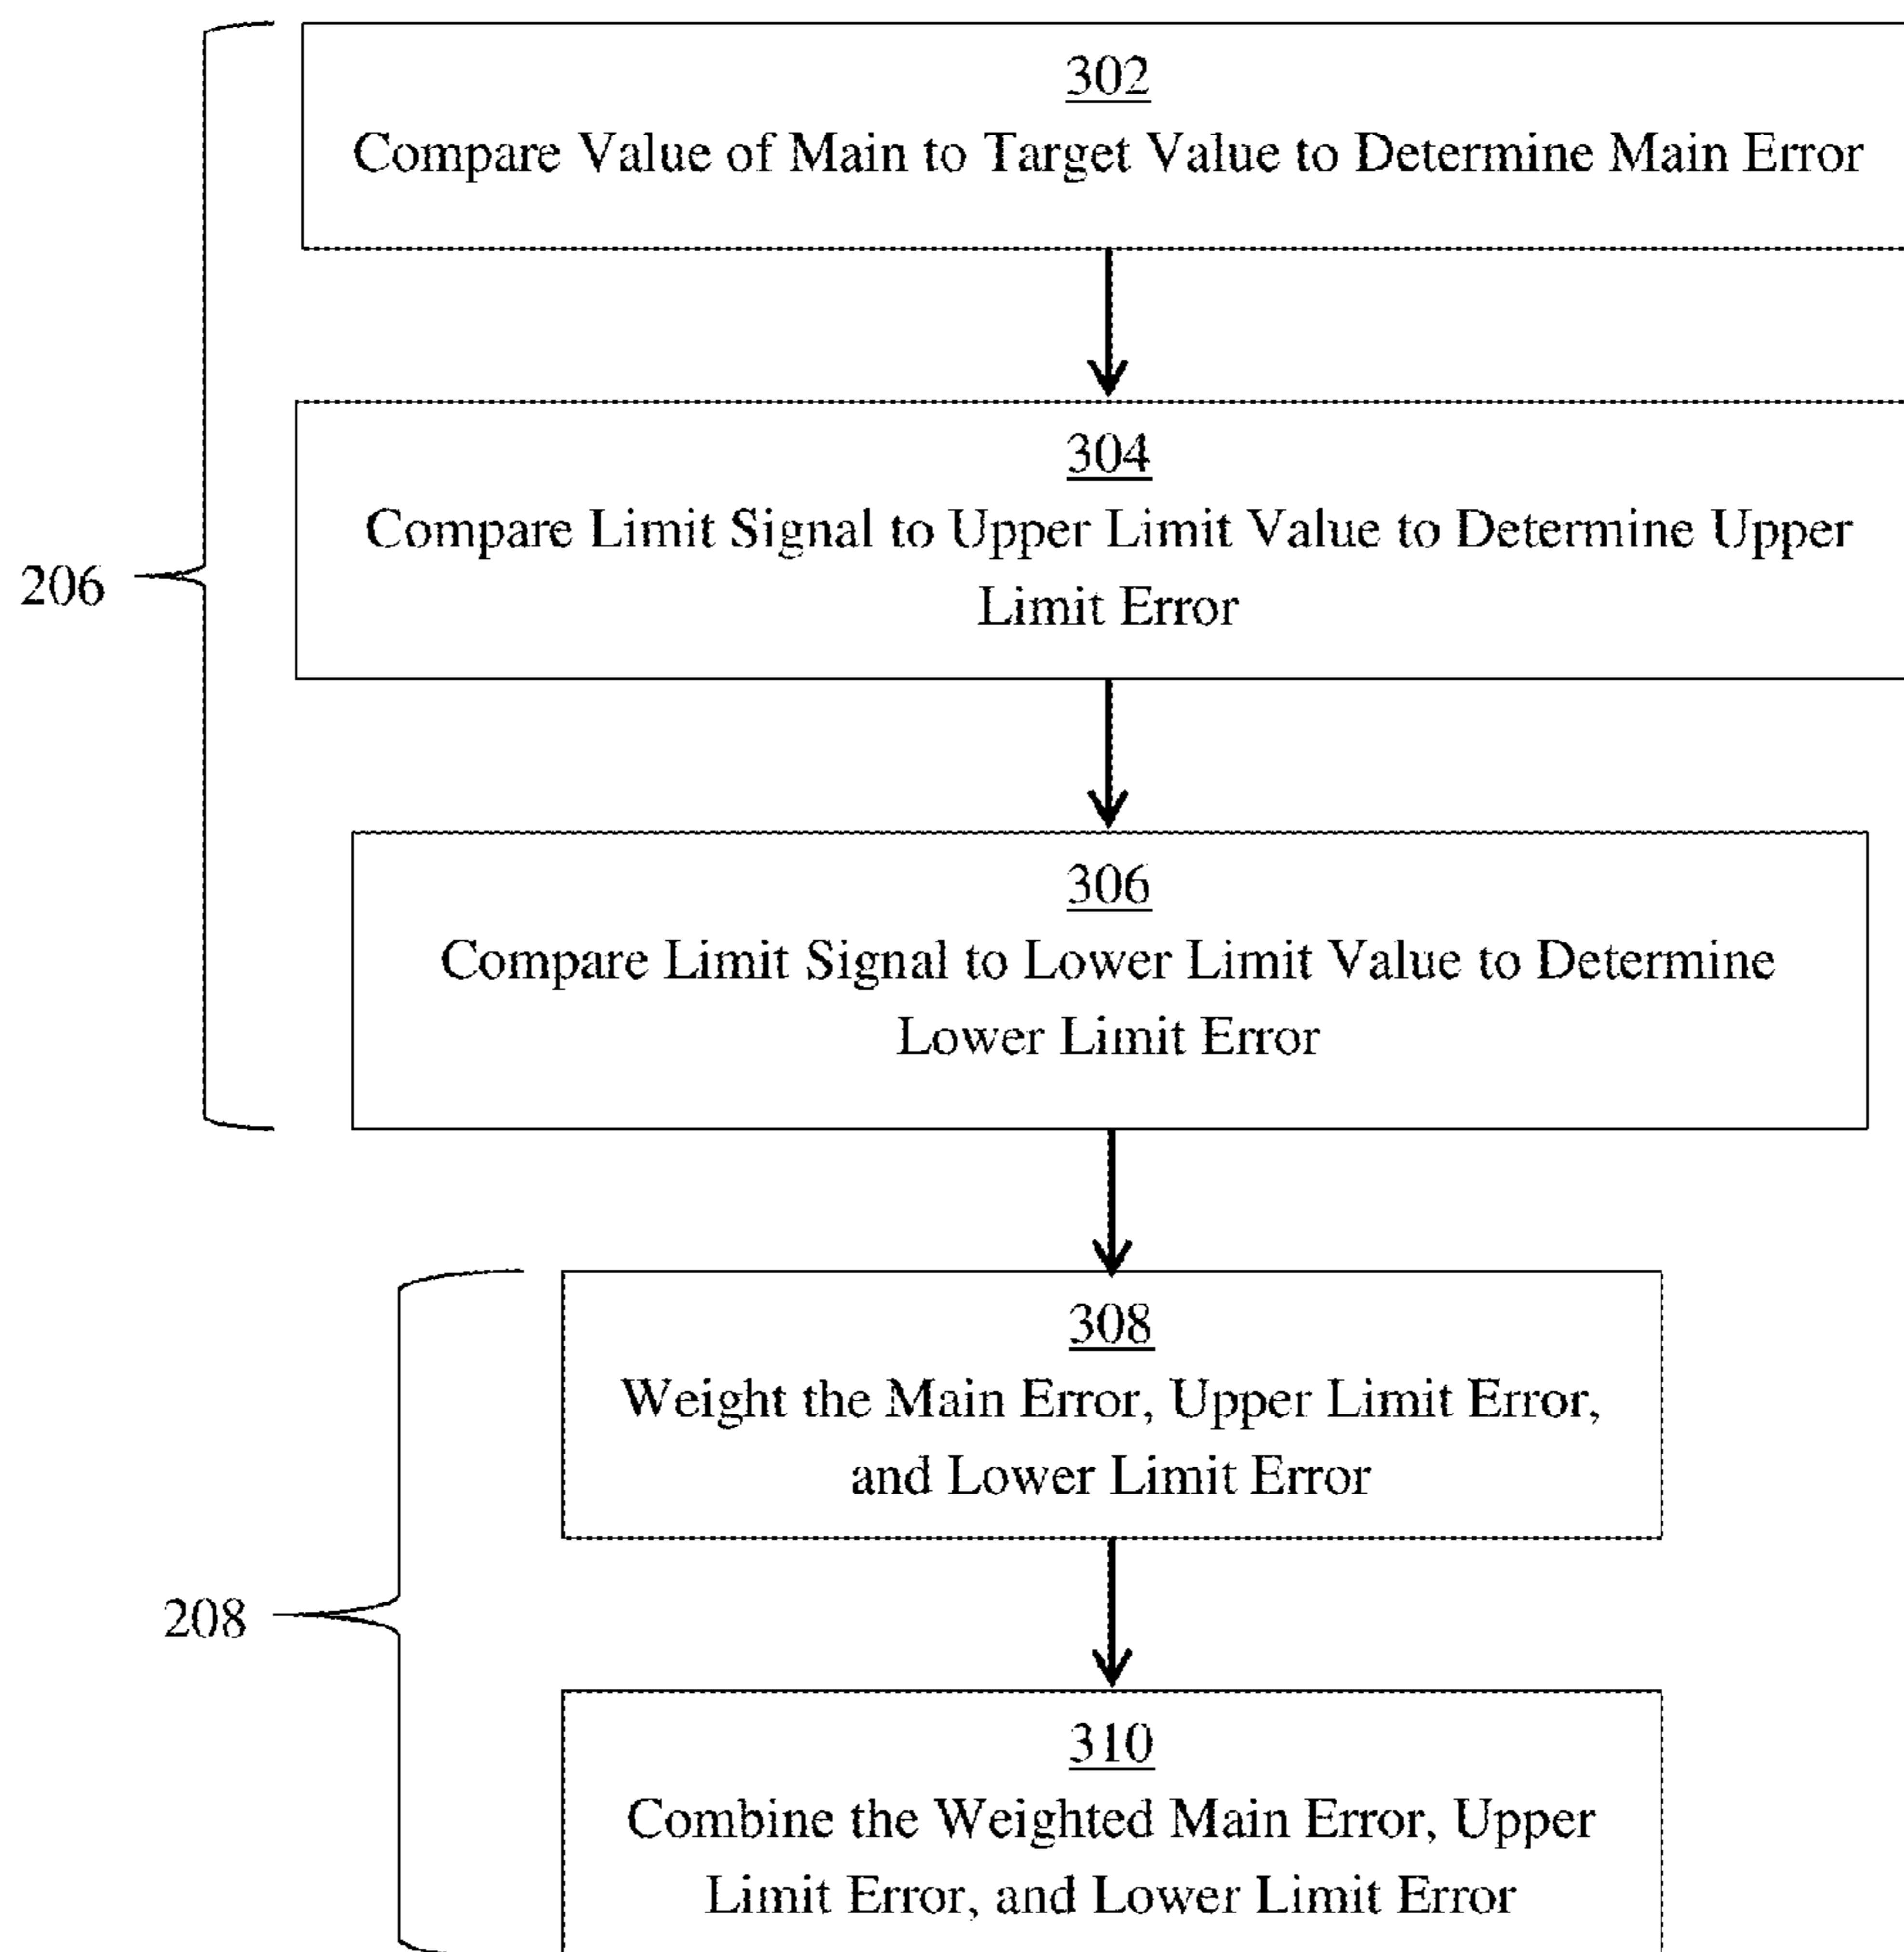 302
Compare Value of Main to Target Value to Determine Main Error
304
Compare Limit Signal to Upper Limit Value to Determine Upper
Limit Error
206
306
Compare Limit Signal to Lower Limit Value to Determine
Lower Limit Error
308
Weight the Main Error, Upper Limit Error,
and Lower Limit Error
208
310
Combine the Weighted Main Error, Upper
Limit Error, and Lower Limit Error